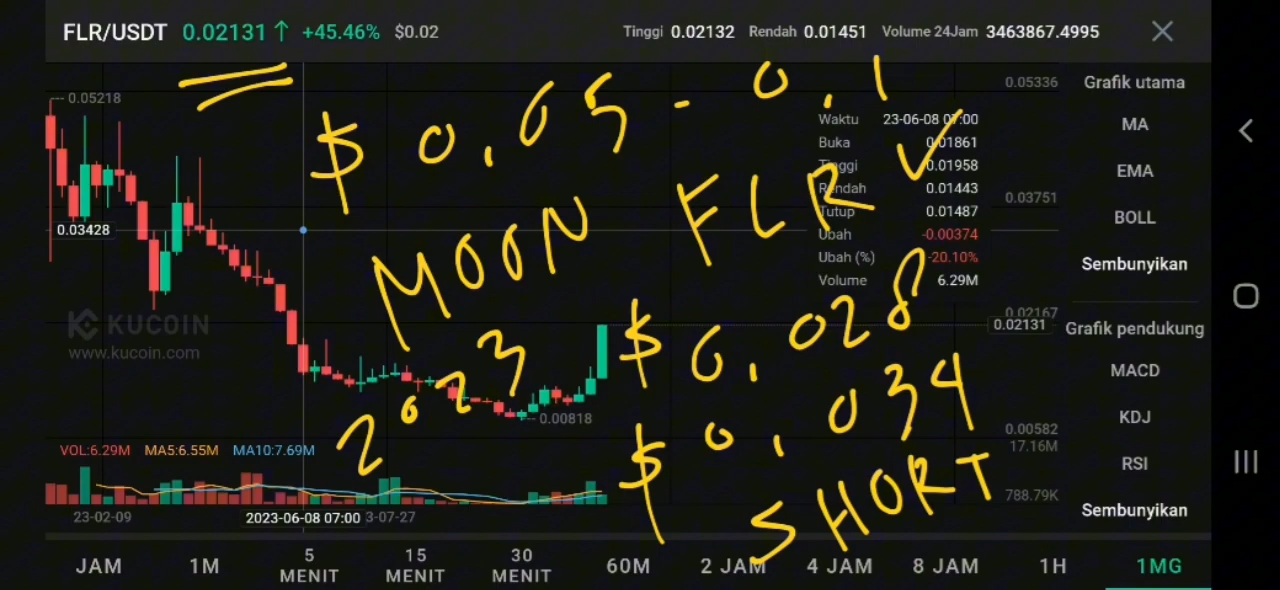 FLR/USDT 0.02131 ↑ +45.46% $0.02 Tinggi 0.02132 Rendah 0.01451 Volume 24Jam 3463867.4995
0.05336 Grafik utama
0.05218
$ 0,05 - 0,1
Waktu 23-06-08 07:00
MA
Buka 0.01861
Tinggi 0.01958
EMA
Rendah 0.01443
0.03751
Tutup 0.01487
BOLL
0.03428
Ubah -0.00374
Ubah (%) -20.10%
Sembunyikan
Volume 6.29M
MOON FLR
2023
KUCOIN
www.kucoin.com
0.02167
0.02131
Grafik pendukung
$ 0,028
MACD
0.00818
$ 0,034
KDJ
0.00582
17.16M
VOL:6.29M MA5:6.55M MA10:7.69M
RSI
SHORT
788.79K
23-02-09 2023-06-08 07:00 3-07-27
Sembunyikan
JAM 1M 5 MENIT 15 MENIT 30 MENIT 60M 2 JAM 4 JAM 8 JAM 1H 1MG